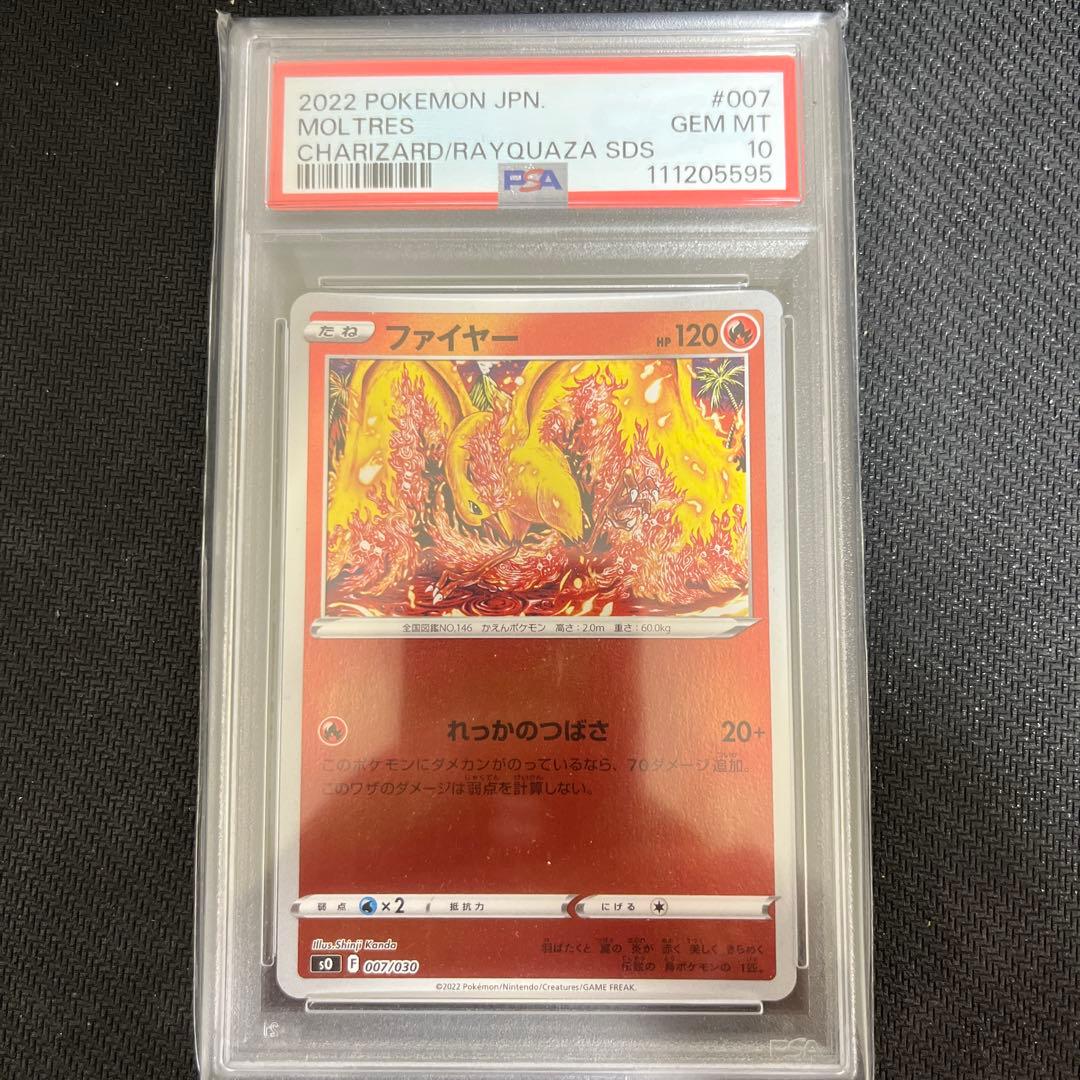 2022 POKEMON JPN. #007
MOLTRES GEM MT
CHARIZARD/RAYQUAZA SDS 10
PSA 111205595
たね ファイヤー HP 120
全国図鑑NO.146 かえんポケモン 高さ:2.0m 重さ:60.0kg
れっかのつばさ 20+
このポケモンにダメカンがのっているなら、70ダメージ追加。
このワザのダメージは弱点を計算しない。
弱点 ×2 抵抗力 にげる
Illus.Shinji Kanda
羽ばたくと 翼の 炎が 赤く 美しく きらめく
伝説の 鳥ポケモンの 1匹。
sO F 007/030
©2022 Pokémon/Nintendo/Creatures/GAME FREAK.
PSA